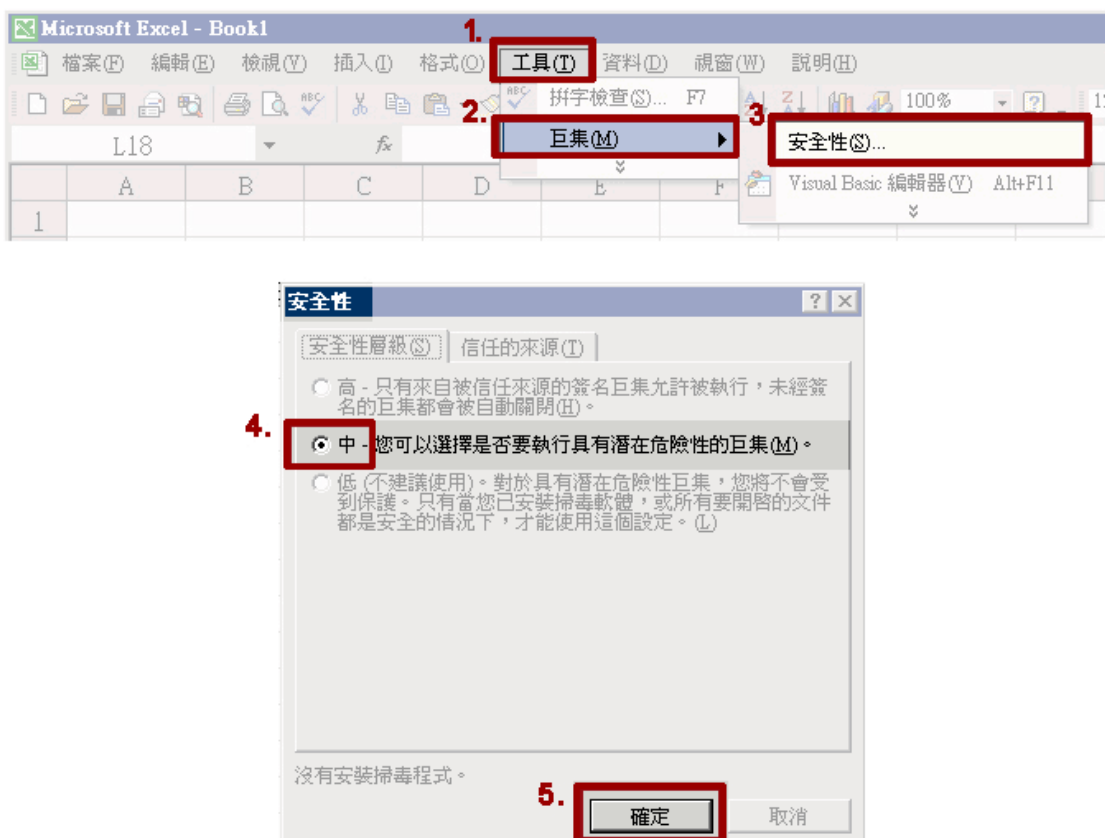 Microsoft Excel - Book1
1.
檔案(F) 編輯(E) 檢視(V) 插入(I) 格式(O) 工具(T) 資料(D) 視窗(W) 說明(H)
ABC 100%
ABC 拼字檢查(S)... F7
2.
3
L18 fx 巨集(M) 安全性(S)...
A B C D E F Visual Basic 編輯器(V) Alt+F11
1
安全性
安全性層級(S) 信任的來源(T)
高 - 只有來自被信任來源的簽名巨集允許被執行，未經簽
名的巨集都會被自動關閉(H)。
4.
中 - 您可以選擇是否要執行具有潛在危險性的巨集(M)。
低 (不建議使用)。對於具有潛在危險性巨集，您將不會受
到保護。只有當您已安裝掃毒軟體，或所有要開啓的文件
都是安全的情況下，才能使用這個設定。(L)
沒有安裝掃毒程式。
5.
確定 取消